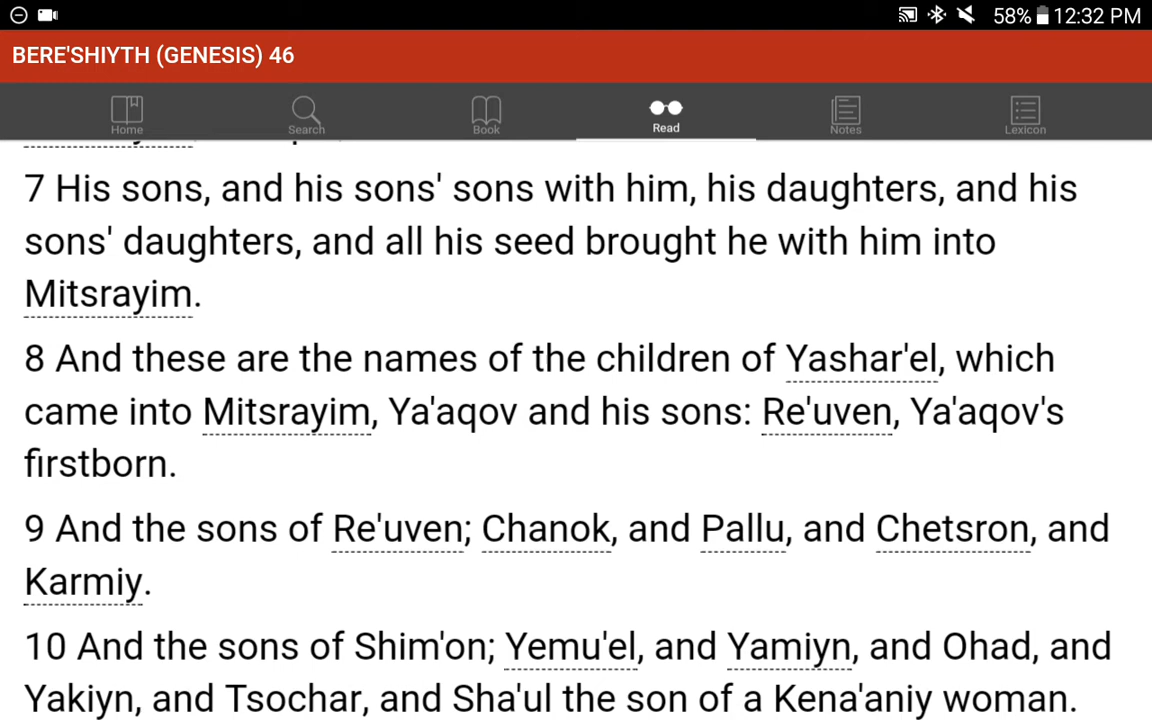 58% 12:32 PM
BERE'SHIYTH (GENESIS) 46
Home Search Book Read Notes Lexicon
7 His sons, and his sons' sons with him, his daughters, and his
sons' daughters, and all his seed brought he with him into
Mitsrayim.
8 And these are the names of the children of Yashar'el, which
came into Mitsrayim, Ya'aqov and his sons: Re'uven, Ya'aqov's
firstborn.
9 And the sons of Re'uven; Chanok, and Pallu, and Chetsron, and
Karmiy.
10 And the sons of Shim'on; Yemu'el, and Yamiyn, and Ohad, and
Yakiyn, and Tsochar, and Sha'ul the son of a Kena'aniy woman.